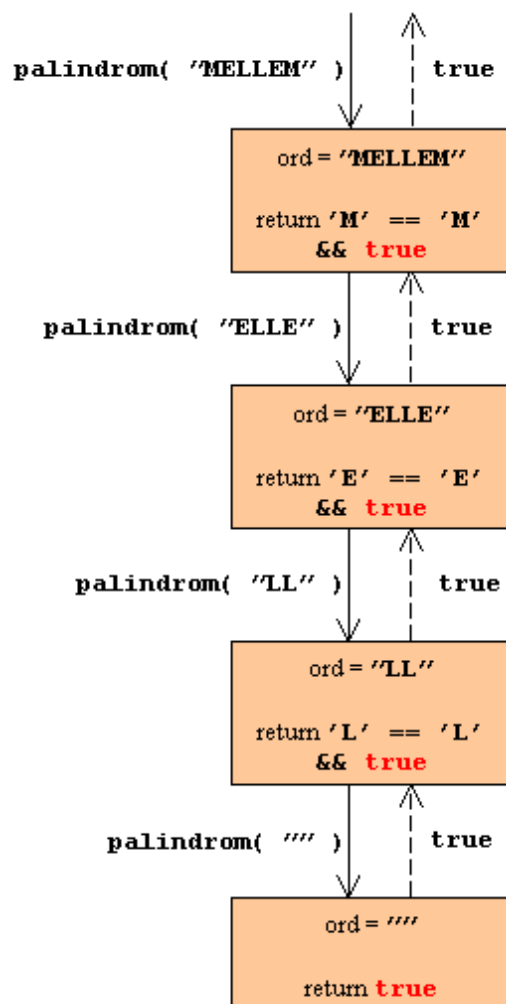 palindrom( "MELLEM" ) true
ord = "MELLEM"
return 'M' == 'M'
&& true
palindrom( "ELLE" ) true
ord = "ELLE"
return 'E' == 'E'
&& true
palindrom( "LL" ) true
ord = "LL"
return 'L' == 'L'
&& true
palindrom( "" ) true
ord = ""
return true